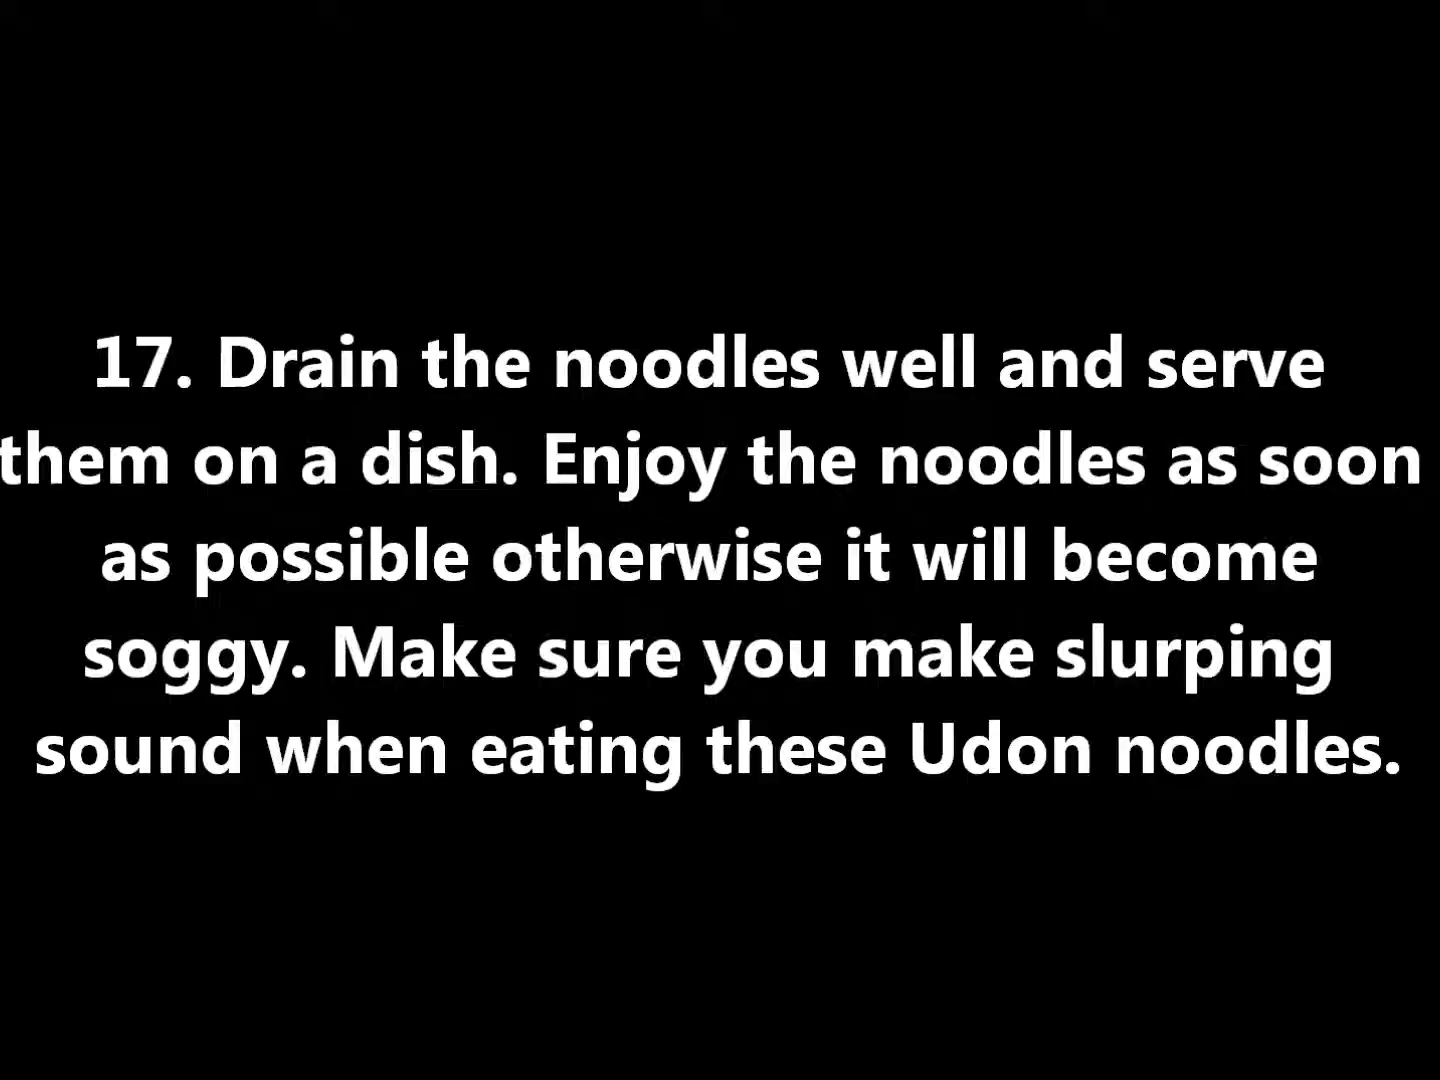 17. Drain the noodles well and serve
them on a dish. Enjoy the noodles as soon
as possible otherwise it will become
soggy. Make sure you make slurping
sound when eating these Udon noodles.